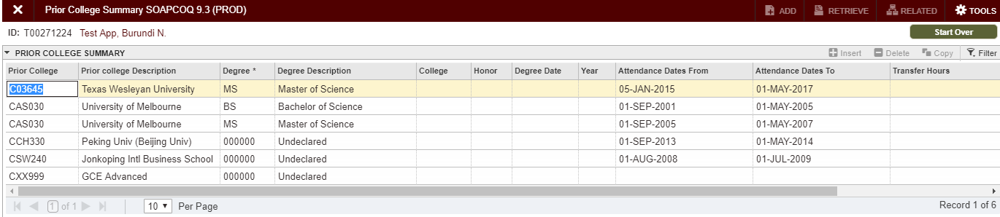 ✕ Prior College Summary SOAPCOQ 9.3 (PROD) ADD RETRIEVE RELATED TOOLS
ID: T00271224 Test App, Burundi N. Start Over
PRIOR COLLEGE SUMMARY Insert Delete Copy Filter
Prior College Prior college Description Degree * Degree Description College Honor Degree Date Year Attendance Dates From Attendance Dates To Transfer Hours
C03645 Texas Wesleyan University MS Master of Science 05-JAN-2015 01-MAY-2017
CAS030 University of Melbourne BS Bachelor of Science 01-SEP-2001 01-MAY-2005
CAS030 University of Melbourne MS Master of Science 01-SEP-2005 01-MAY-2007
CCH330 Peking Univ (Beijing Univ) 000000 Undeclared 01-SEP-2013 01-MAY-2014
CSW240 Jonkoping Intl Business School 000000 Undeclared 01-AUG-2008 01-JUL-2009
CXX999 GCE Advanced 000000 Undeclared
1 of 1 10 Per Page Record 1 of 6